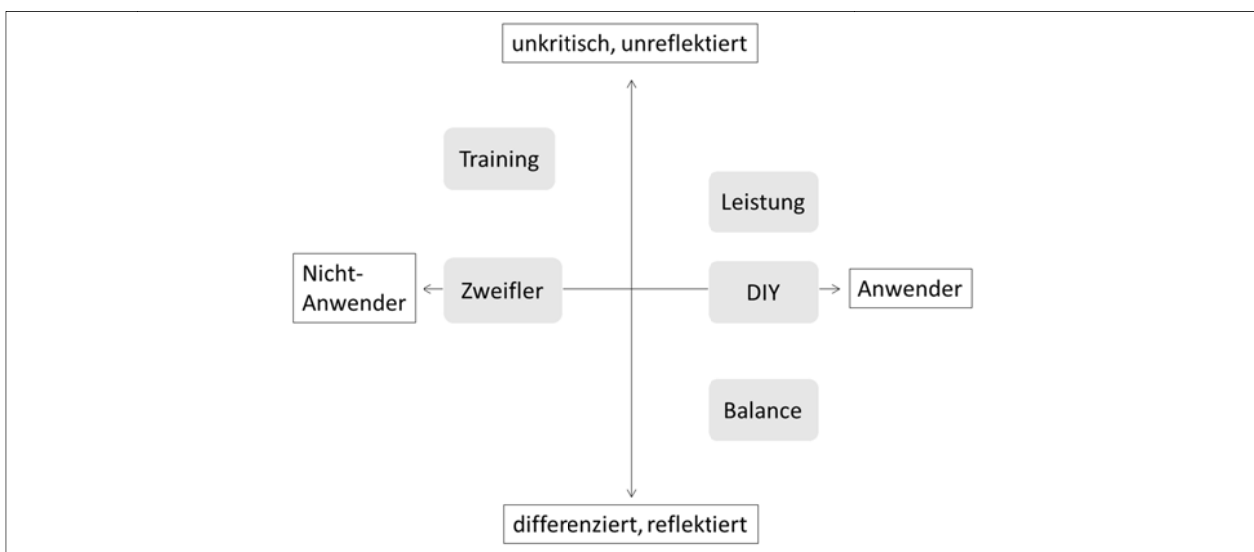 unkritisch, unreflektiert
Training
Leistung
Nicht-
Anwender
Zweifler
DIY
Anwender
Balance
differenziert, reflektiert